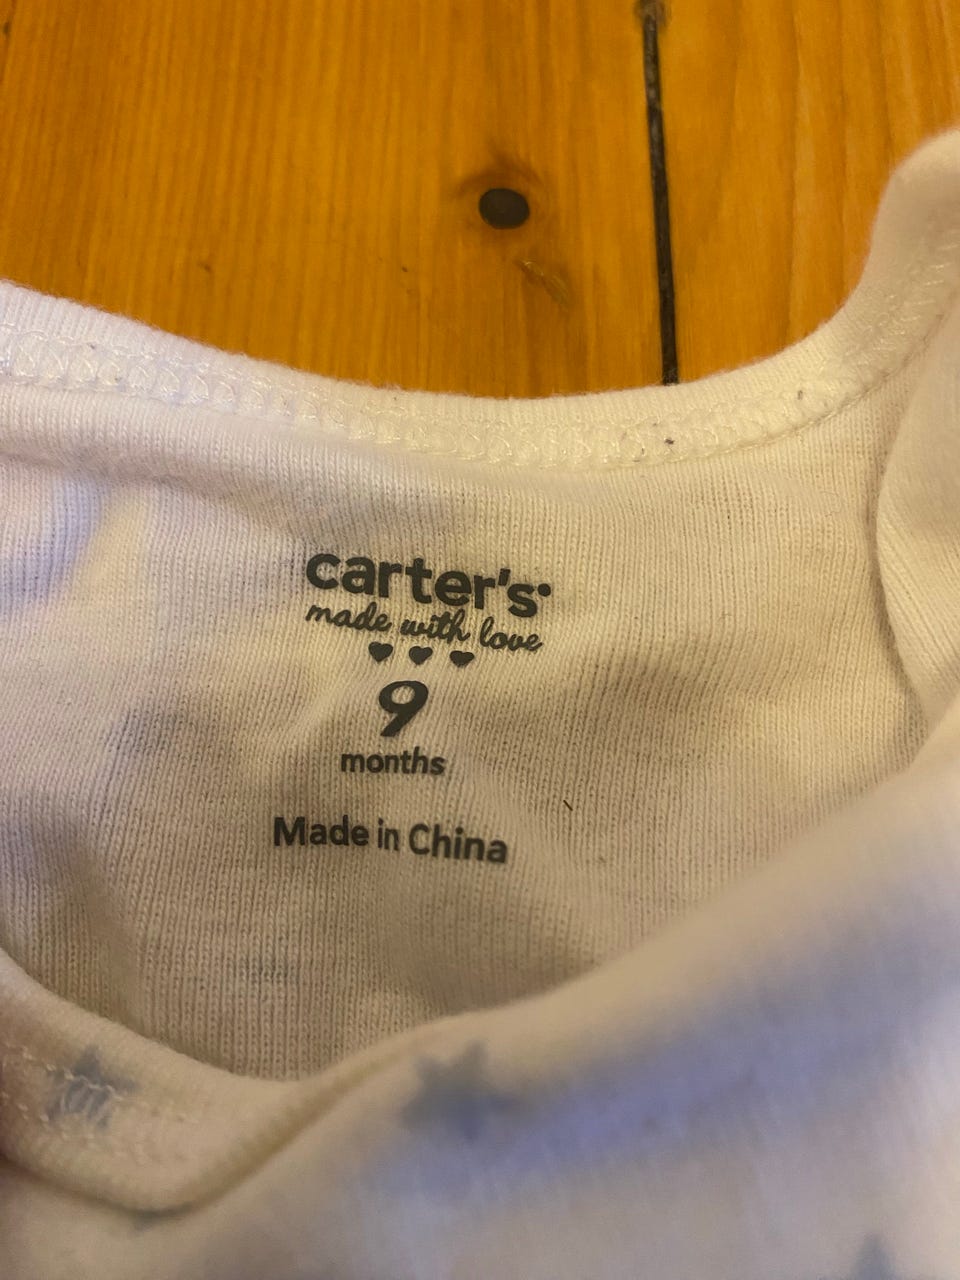 carter's
made with love
9
months
Made in China